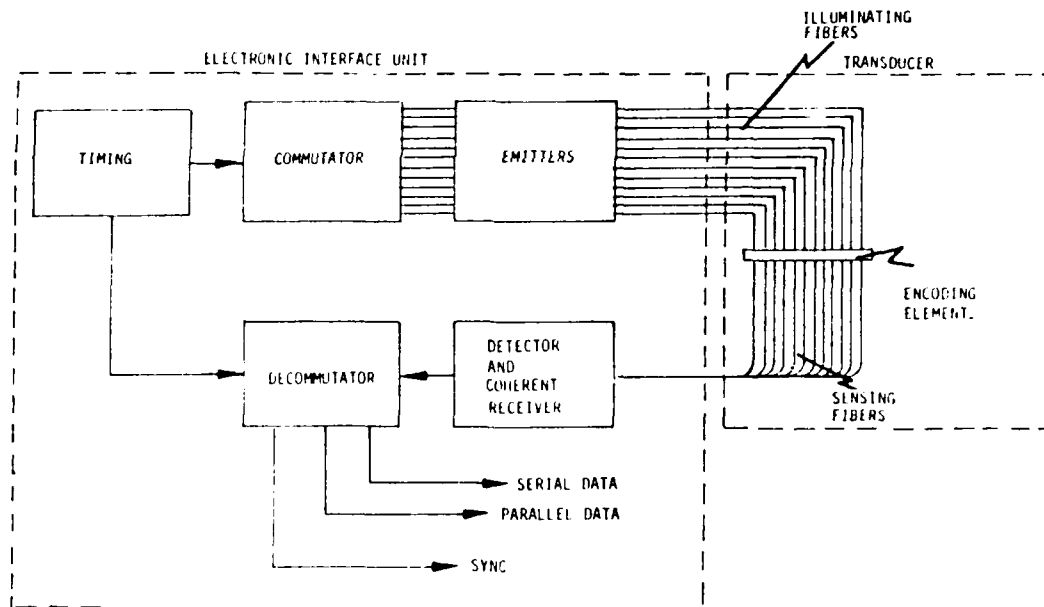 ILLUMINATING
FIBERS
ELECTRONIC INTERFACE UNIT
TRANSDUCER
TIMING
COMMUTATOR
EMITTERS
ENCODING
ELEMENT.
DETECTOR
AND
COHERENT
RECEIVER
DECOMMUTATOR
SENSING
FIBERS
SERIAL DATA
PARALLEL DATA
SYNC